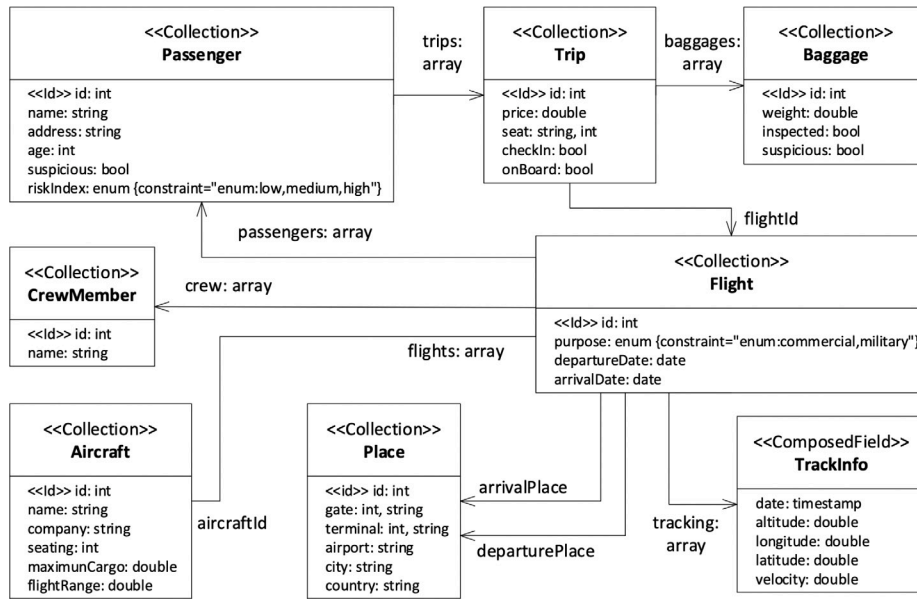 <<Collection>>
Passenger
<<Id>> id: int
name: string
address: string
age: int
suspicious: bool
riskIndex: enum {constraint="enum:low,medium,high"}
trips:
array
<<Collection>>
Trip
<<Id>> id: int
price: double
seat: string, int
checkIn: bool
onBoard: bool
baggages:
array
<<Collection>>
Baggage
<<Id>> id: int
weight: double
inspected: bool
suspicious: bool
flightId
passengers: array
<<Collection>>
CrewMember
<<Id>> id: int
name: string
crew: array
flights: array
<<Collection>>
Flight
<<Id>> id: int
purpose: enum {constraint="enum:commercial,military"}
departureDate: date
arrivalDate: date
<<Collection>>
Aircraft
<<Id>> id: int
name: string
company: string
seating: int
maximunCargo: double
flightRange: double
aircraftId
<<Collection>>
Place
<<id>> id: int
gate: int, string
terminal: int, string
airport: string
city: string
country: string
arrivalPlace
departurePlace
tracking:
array
<<ComposedField>>
TrackInfo
date: timestamp
altitude: double
longitude: double
latitude: double
velocity: double